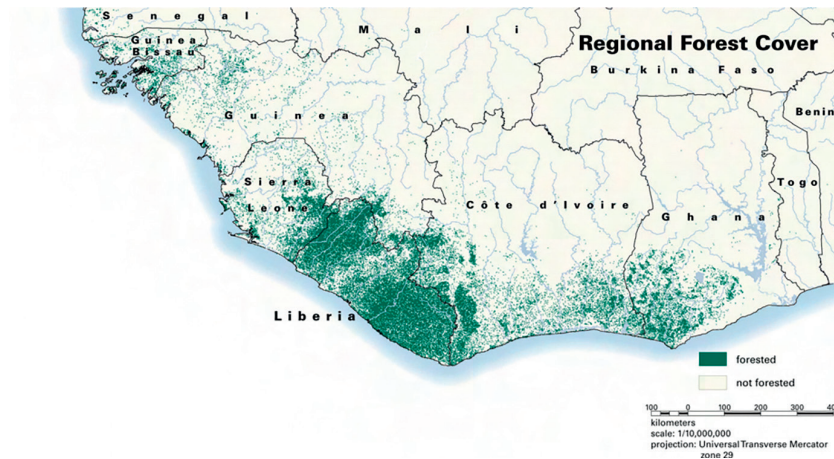 Senegal
Mali
Guinea
Bissau
Regional Forest Cover
Burkina Faso
Benin
Guinea
Sierra
Leone
Côte d'Ivoire
Togo
Ghana
Liberia
forested
not forested
100 0 100 200 300 40
kilometers
scale: 1/10,000,000
projection: Universal Transverse Mercator
zone 29